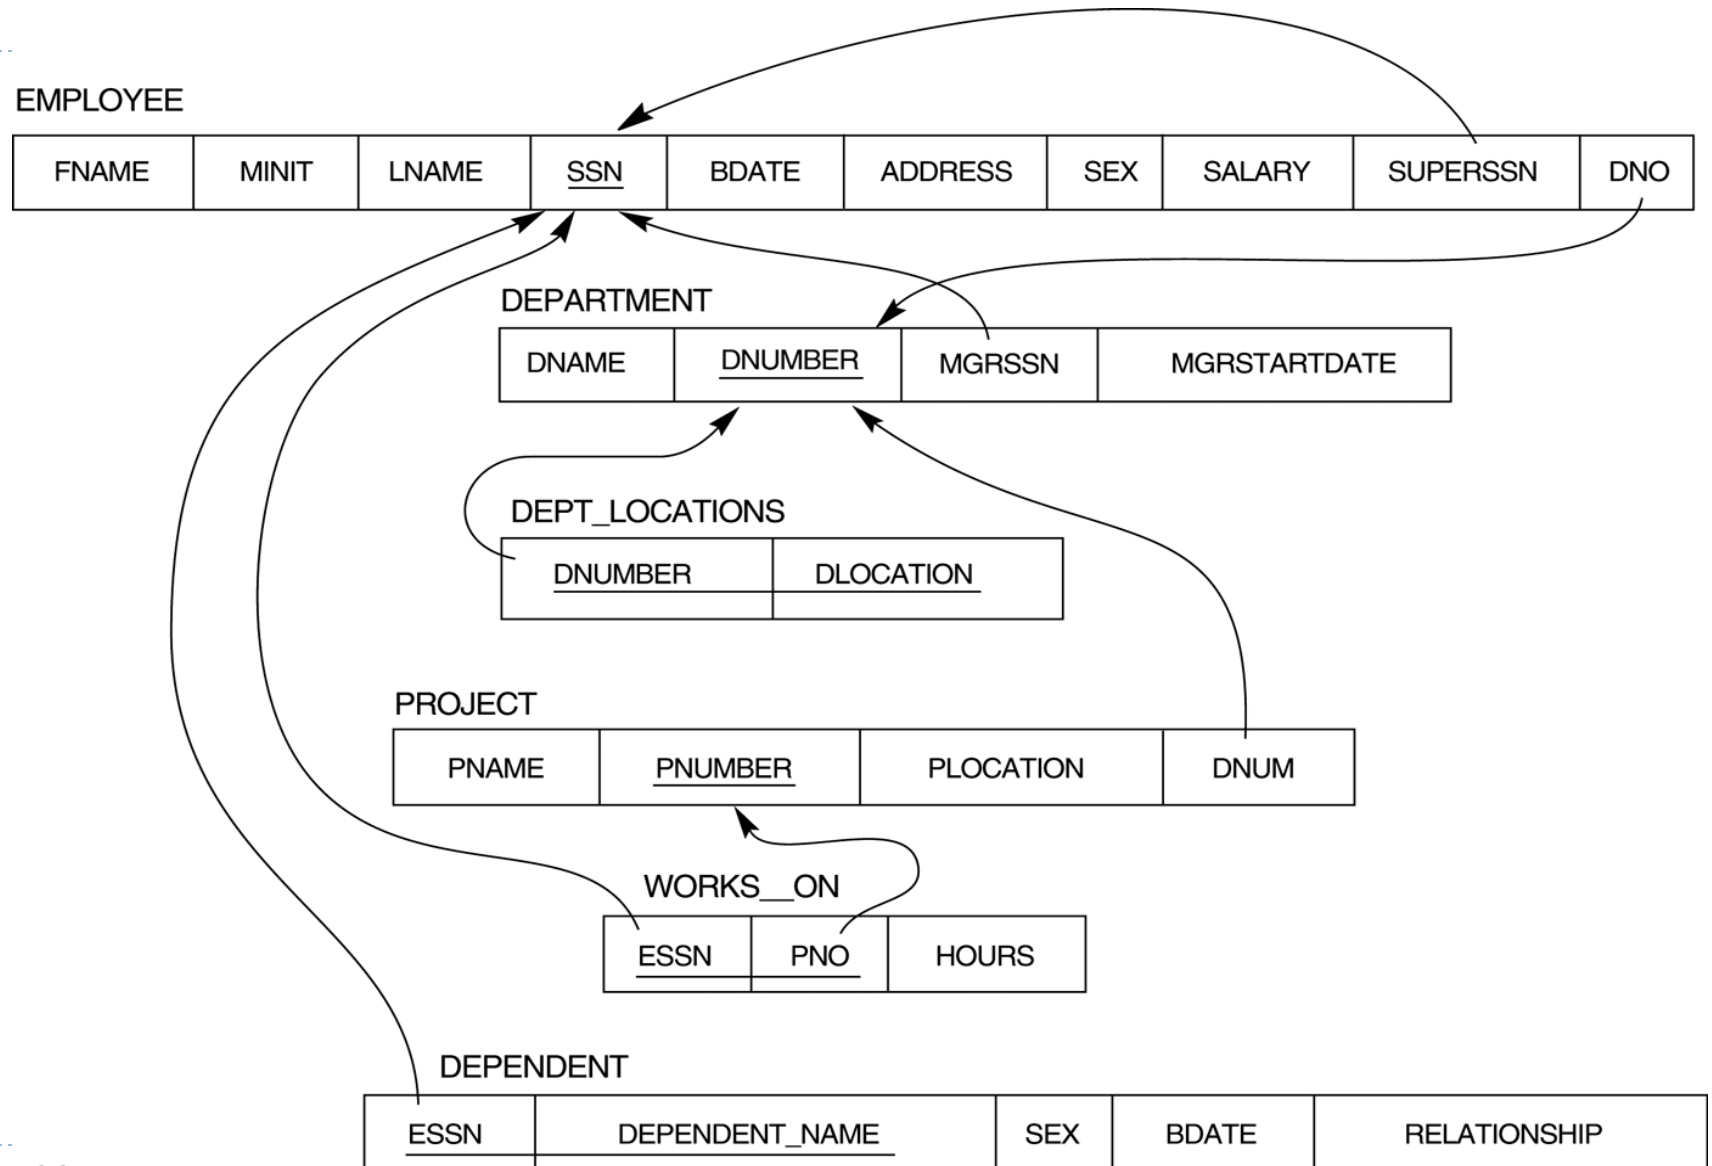 EMPLOYEE
FNAME MINIT LNAME SSN BDATE ADDRESS SEX SALARY SUPERSSN DNO
DEPARTMENT
DNAME DNUMBER MGRSSN MGRSTARTDATE
DEPT_LOCATIONS
DNUMBER DLOCATION
PROJECT
PNAME PNUMBER PLOCATION DNUM
WORKS__ON
ESSN PNO HOURS
DEPENDENT
ESSN DEPENDENT_NAME SEX BDATE RELATIONSHIP